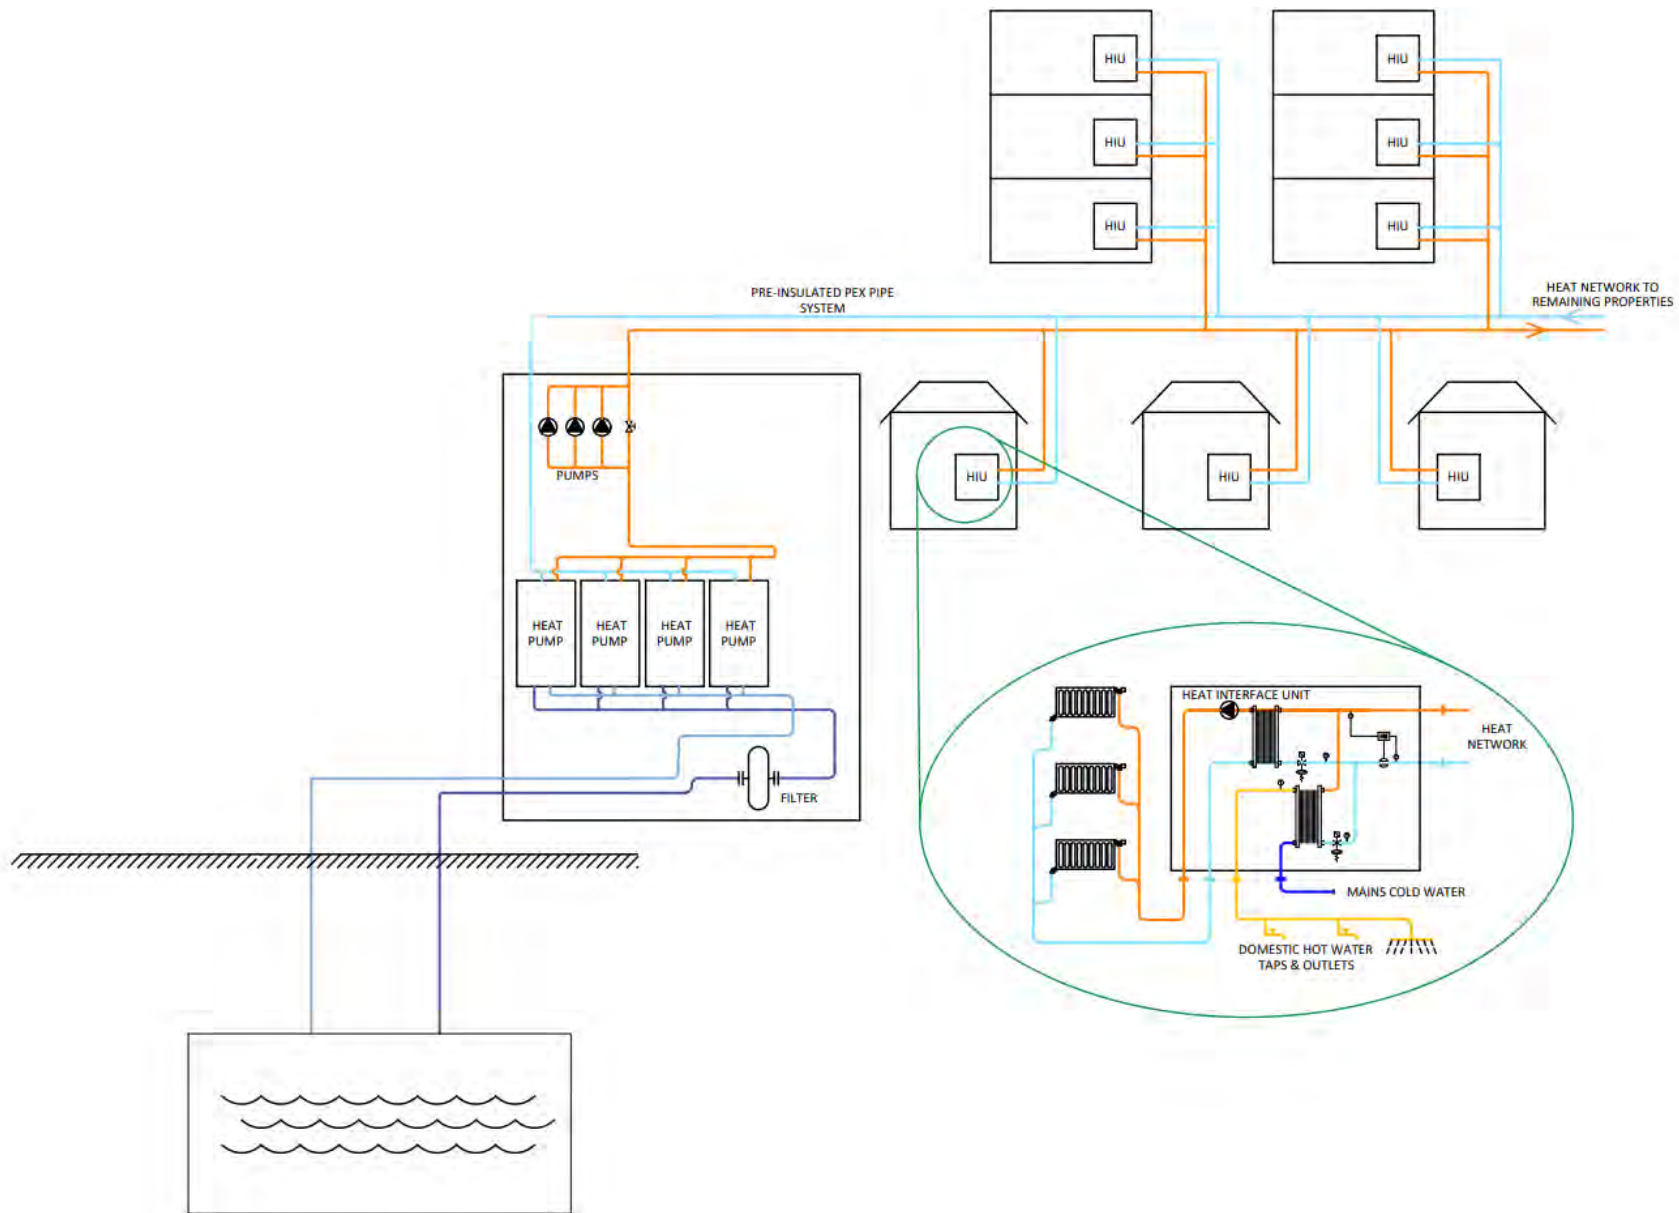 HIU
HIU
HIU
HIU
HIU
HIU
PRE-INSULATED PEX PIPE
SYSTEM
HEAT NETWORK TO
REMAINING PROPERTIES
PUMPS
HIU
HIU
HIU
HEAT
PUMP
HEAT
PUMP
HEAT
PUMP
HEAT
PUMP
FILTER
HEAT INTERFACE UNIT
HEAT
NETWORK
MAINS COLD WATER
DOMESTIC HOT WATER
TAPS & OUTLETS